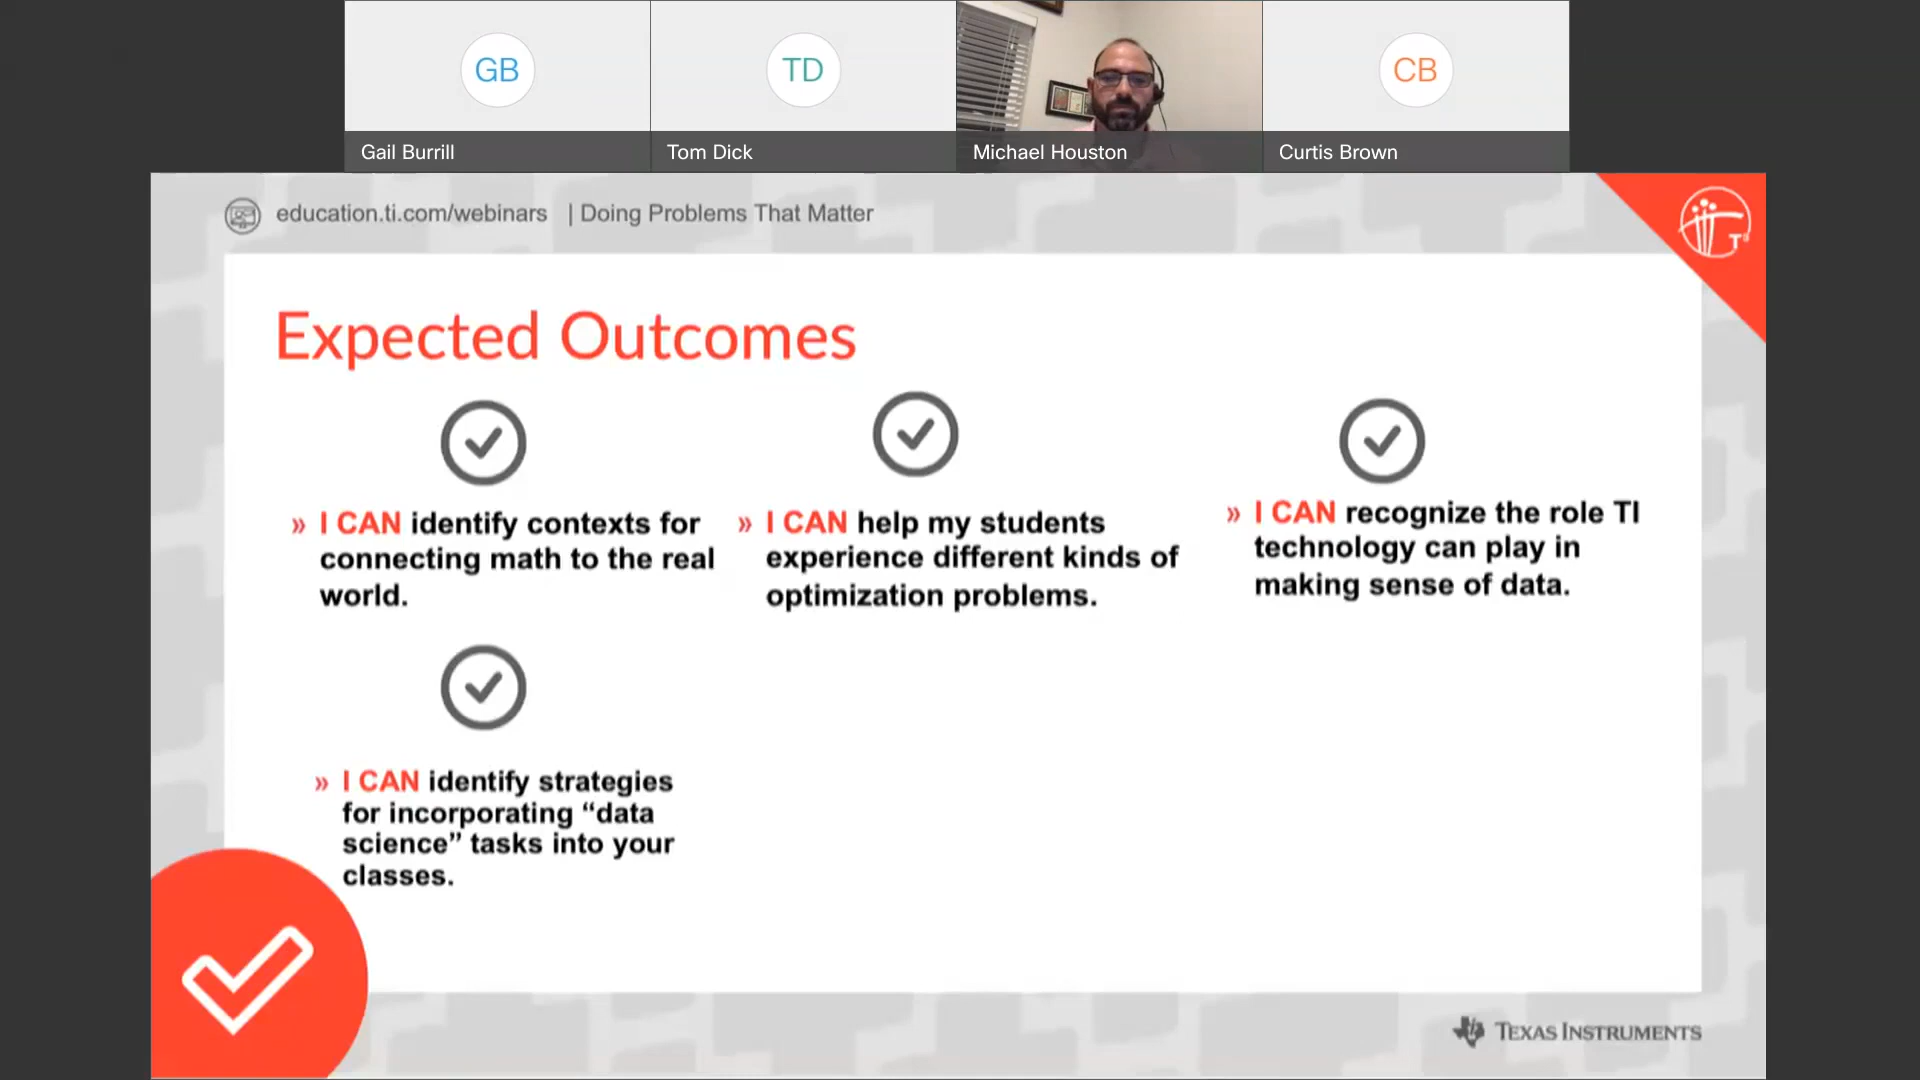 GB
TD
CB
Gail Burrill
Tom Dick
Michael Houston
Curtis Brown
education.ti.com/webinars | Doing Problems That Matter
T³
Expected Outcomes
» I CAN identify contexts for
connecting math to the real
world.
» I CAN help my students
experience different kinds of
optimization problems.
» I CAN recognize the role TI
technology can play in
making sense of data.
» I CAN identify strategies
for incorporating “data
science” tasks into your
classes.
TEXAS INSTRUMENTS